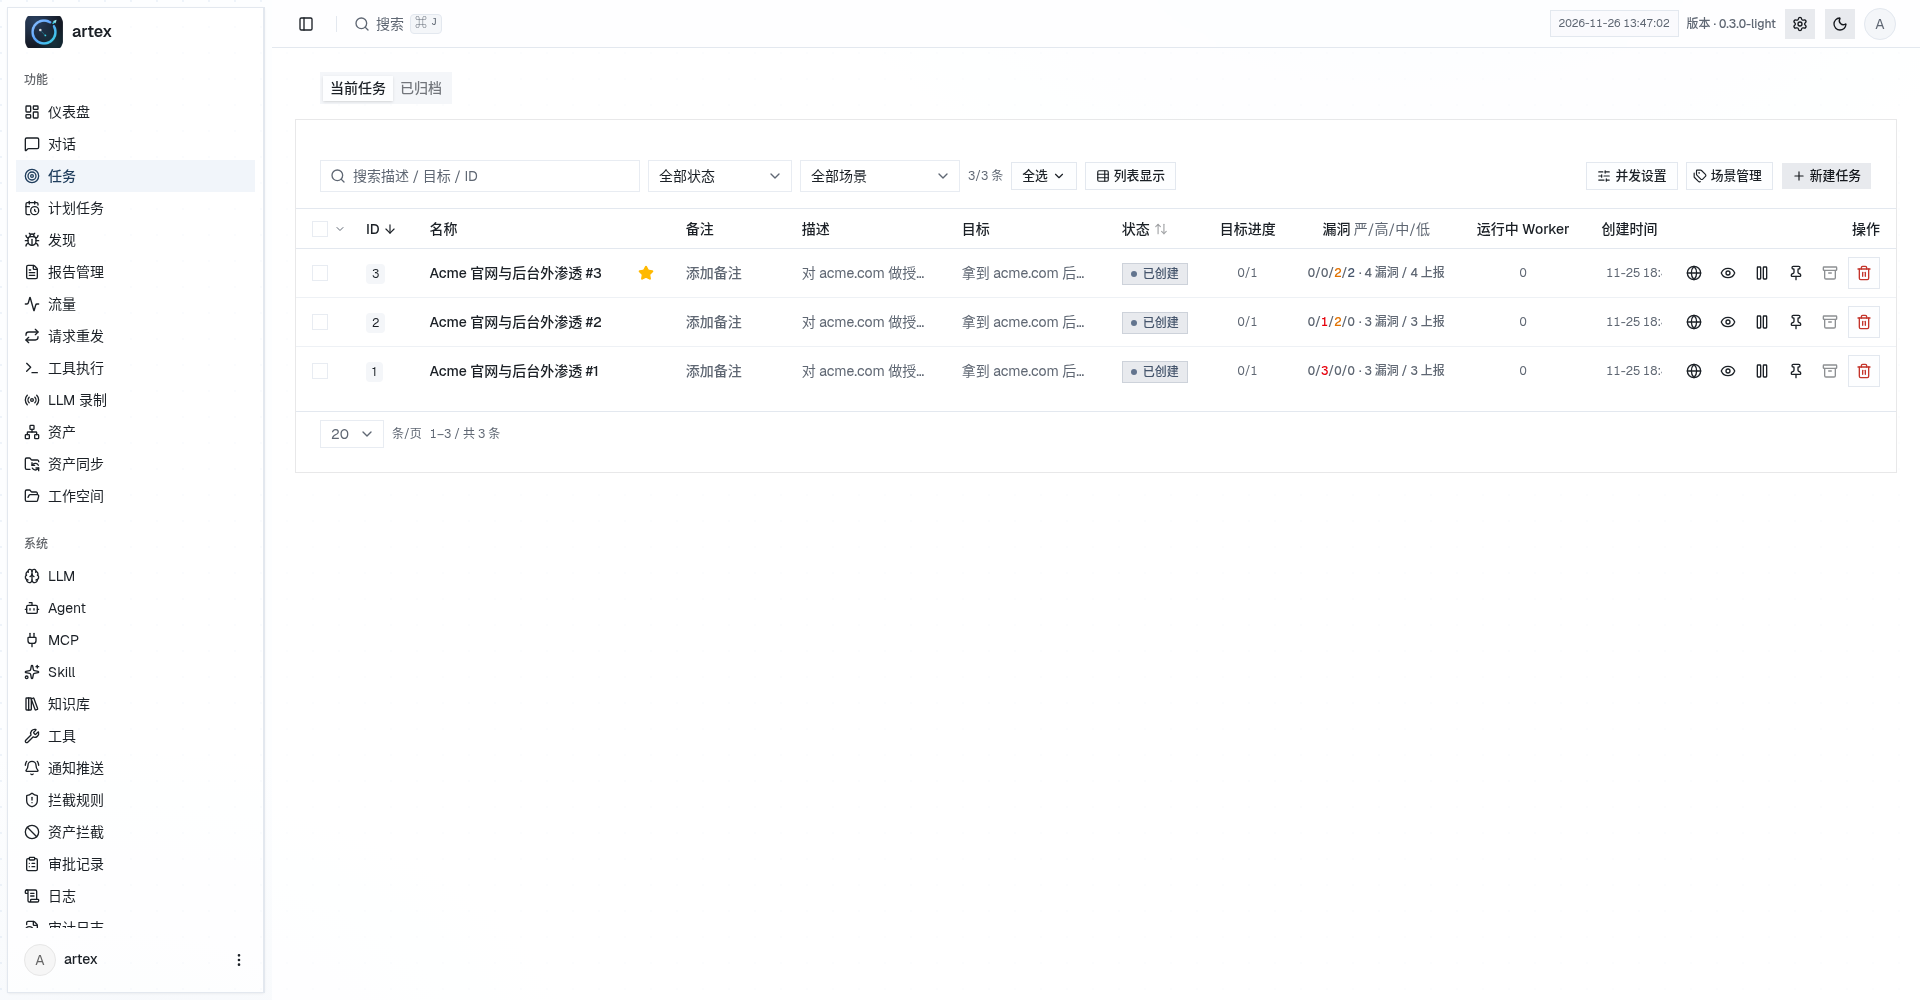 artex
搜索 ⌘ J
2026-11-26 13:47:02
版本 · 0.3.0-light
A
功能
仪表盘
对话
任务
计划任务
发现
报告管理
流量
请求重发
工具执行
LLM 录制
资产
资产同步
工作空间
系统
LLM
Agent
MCP
Skill
知识库
工具
通知推送
拦截规则
资产拦截
审批记录
日志
审计日志
A
artex
当前任务 已归档
搜索描述 / 目标 / ID
全部状态
全部场景
3/3 条
全选
列表显示
并发设置
场景管理
新建任务
ID 名称 备注 描述 目标 状态 目标进度 漏洞 严/高/中/低 运行中 Worker 创建时间 操作
3 Acme 官网与后台外渗透 #3 添加备注 对 acme.com 做授... 拿到 acme.com 后... 已创建 0/1 0/0/2/2 · 4 漏洞 / 4 上报 0 11-25 18:
2 Acme 官网与后台外渗透 #2 添加备注 对 acme.com 做授... 拿到 acme.com 后... 已创建 0/1 0/1/2/0 · 3 漏洞 / 3 上报 0 11-25 18:
1 Acme 官网与后台外渗透 #1 添加备注 对 acme.com 做授... 拿到 acme.com 后... 已创建 0/1 0/3/0/0 · 3 漏洞 / 3 上报 0 11-25 18:
20 条/页 1–3 / 共 3 条